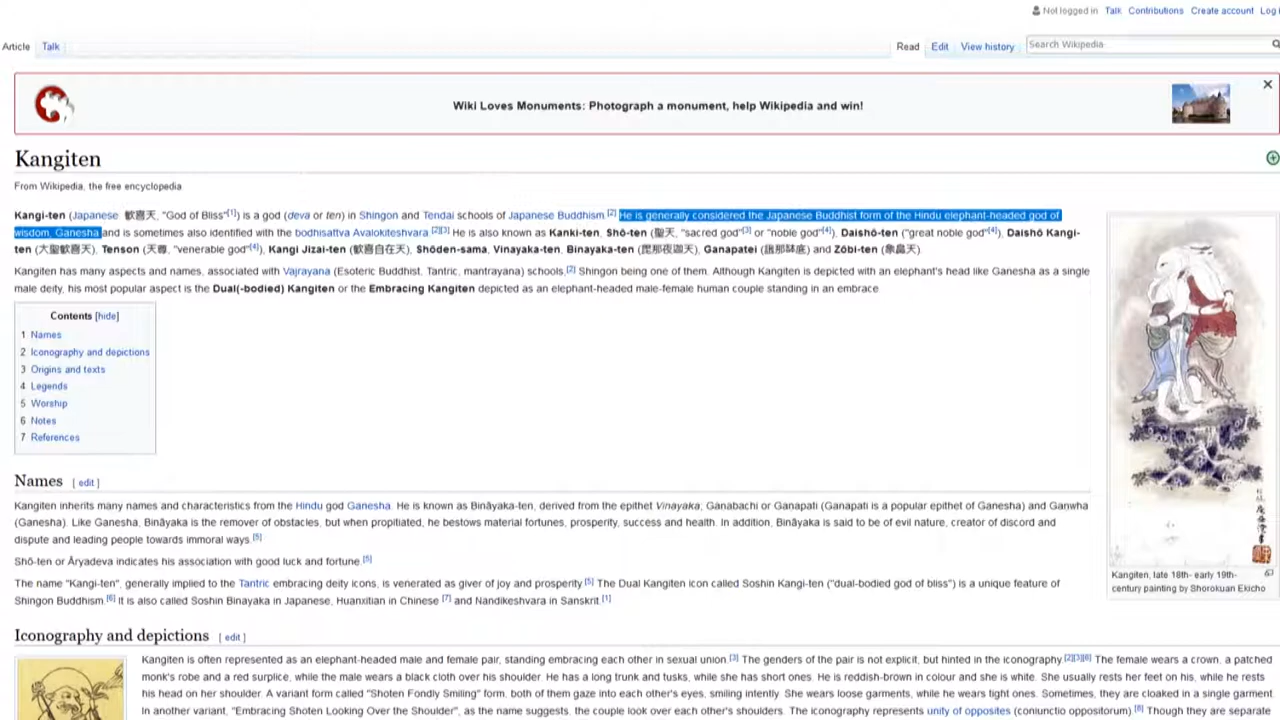 Not logged in Talk Contributions Create account Log
Article Talk Read Edit View history Search Wikipedia
Wiki Loves Monuments: Photograph a monument, help Wikipedia and win!
Kangiten
From Wikipedia, the free encyclopedia
Kangi-ten (Japanese 歓喜天, "God of Bliss"[1]) is a god (deva or ten) in Shingon and Tendai schools of Japanese Buddhism.[2] He is generally considered the Japanese Buddhist form of the Hindu elephant-headed god of
wisdom, Ganesha and is sometimes also identified with the bodhisattva Avalokiteshvara.[2][3] He is also known as Kanki-ten, Shō-ten (聖天, "sacred god"[3] or "noble god"[4]), Daishō-ten ("great noble god"[4]), Daishō Kangi-
ten (大聖歓喜天), Tenson (天尊, "venerable god"[4]), Kangi Jizai-ten (歓喜自在天), Shōden-sama, Vinayaka-ten, Binayaka-ten (毘那夜迦天), Ganapatei (誐那缽底) and Zōbi-ten (象鼻天)
Kangiten has many aspects and names, associated with Vajrayana (Esoteric Buddhist, Tantric, mantrayana) schools,[2] Shingon being one of them. Although Kangiten is depicted with an elephant's head like Ganesha as a single
male deity, his most popular aspect is the Dual(-bodied) Kangiten or the Embracing Kangiten depicted as an elephant-headed male-female human couple standing in an embrace
Contents [hide]
1 Names
2 Iconography and depictions
3 Origins and texts
4 Legends
5 Worship
6 Notes
7 References
Kangiten, late 18th- early 19th-
century painting by Shorokuan Ekicho
Names [ edit ]
Kangiten inherits many names and characteristics from the Hindu god Ganesha. He is known as Bināyaka-ten, derived from the epithet Vinayaka; Ganabachi or Ganapati (Ganapati is a popular epithet of Ganesha) and Ganwha
(Ganesha). Like Ganesha, Bināyaka is the remover of obstacles, but when propitiated, he bestows material fortunes, prosperity, success and health. In addition, Bināyaka is said to be of evil nature, creator of discord and
dispute and leading people towards immoral ways.[5]
Shō-ten or Āryadeva indicates his association with good luck and fortune.[5]
The name "Kangi-ten", generally implied to the Tantric embracing deity icons, is venerated as giver of joy and prosperity.[5] The Dual Kangiten icon called Soshin Kangi-ten ("dual-bodied god of bliss") is a unique feature of
Shingon Buddhism.[6] It is also called Soshin Binayaka in Japanese, Huanxitian in Chinese [7] and Nandikeshvara in Sanskrit.[1]
Iconography and depictions [ edit ]
Kangiten is often represented as an elephant-headed male and female pair, standing embracing each other in sexual union.[3] The genders of the pair is not explicit, but hinted in the iconography.[2][3][8] The female wears a crown, a patched
monk's robe and a red surplice, while the male wears a black cloth over his shoulder. He has a long trunk and tusks, while she has short ones. He is reddish-brown in colour and she is white. She usually rests her feet on his, while he rests
his head on her shoulder. A variant form called "Shoten Fondly Smiling" form, both of them gaze into each other's eyes, smiling intently. She wears loose garments, while he wears tight ones. Sometimes, they are cloaked in a single garment
In another variant, "Embracing Shoten Looking Over the Shoulder", as the name suggests, the couple look over each other's shoulders. The iconography represents unity of opposites (coniunctio oppositorum).[8] Though they are separate